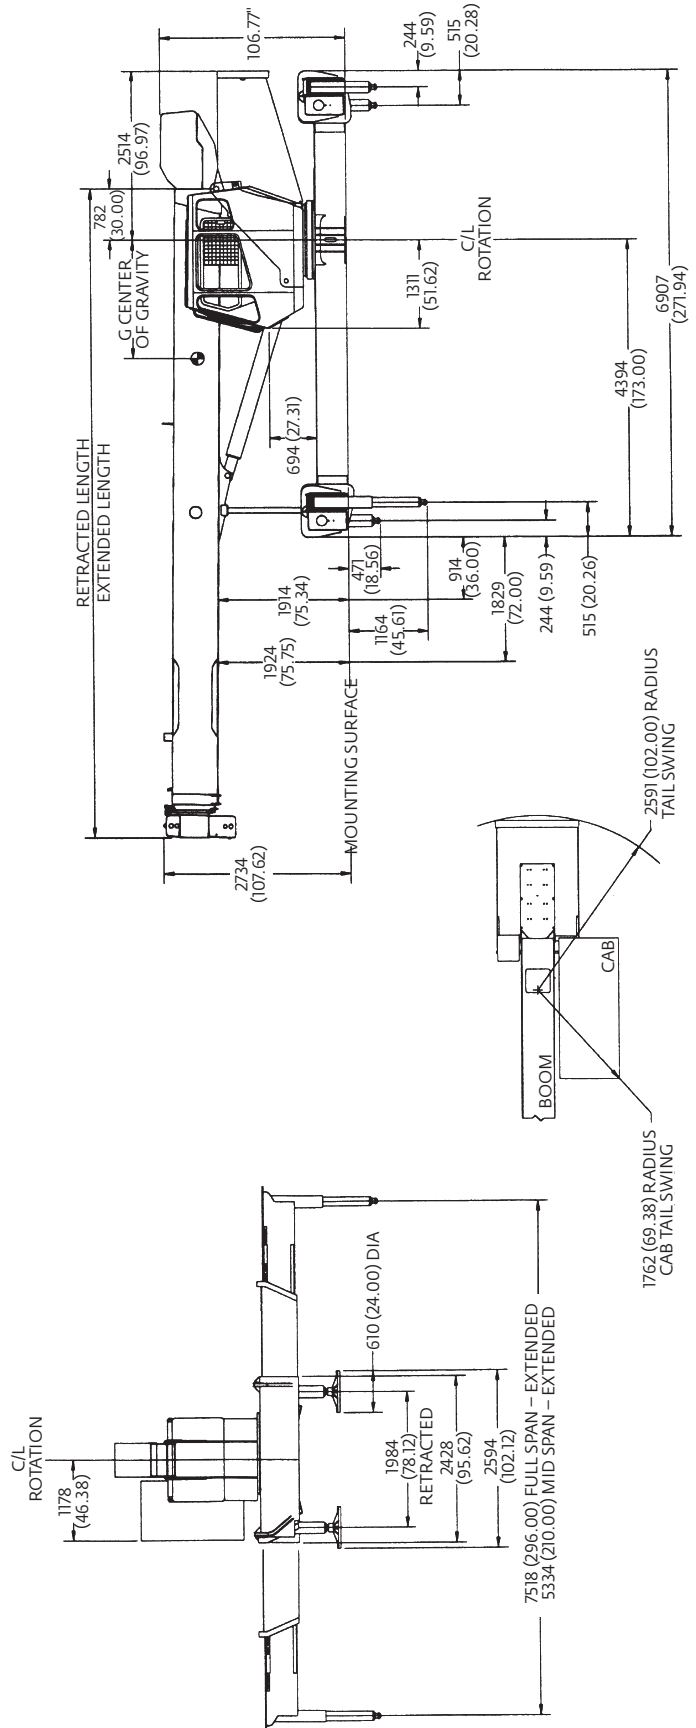 106.77"
2514
(96.97)
782
(30.00)
G CENTER
OF GRAVITY
RETRACTED LENGTH
EXTENDED LENGTH
244
(9.59)
515
(20.28)
C/L
ROTATION
1311
(51.62)
694 (27.31)
6907
(271.94)
4394
(173.00)
471
(18.56)
914
(36.00)
1914
(75.34)
1164
(45.61)
1829
(72.00)
244 (9.59)
515 (20.26)
1924
(75.75)
MOUNTING SURFACE
2734
(107.62)
2591 (102.00) RADIUS
TAIL SWING
CAB
BOOM
1762 (69.38) RADIUS
CAB TAIL SWING
C/L
ROTATION
1178
(46.38)
610 (24.00) DIA
1984
(78.12)
RETRACTED
2428
(95.62)
2594
(102.12)
7518 (296.00) FULL SPAN – EXTENDED
5334 (210.00) MID SPAN – EXTENDED